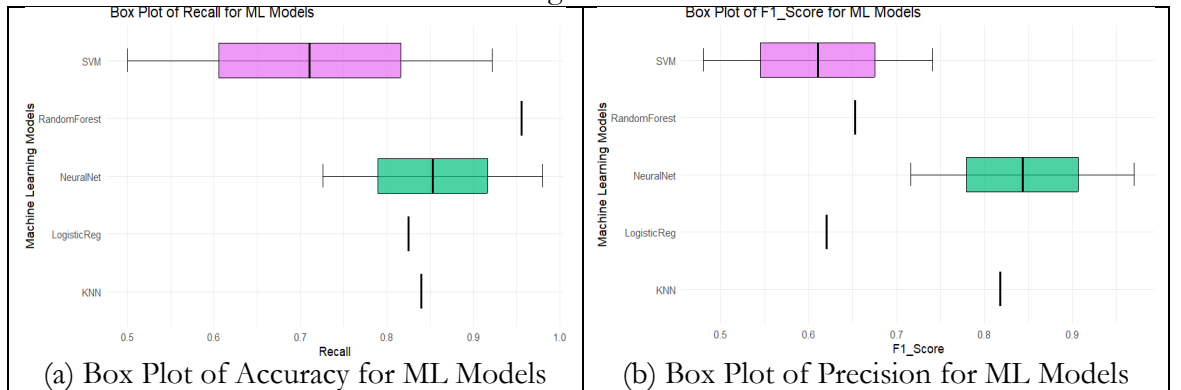 Box Plot of Recall for ML Models
Machine Learning Models
SVM
RandomForest
NeuralNet
LogisticReg
KNN
0.5 0.6 0.7 0.8 0.9 1.0
Recall
(a) Box Plot of Accuracy for ML Models
Box Plot of F1_Score for ML Models
Machine Learning Models
SVM
RandomForest
NeuralNet
LogisticReg
KNN
0.5 0.6 0.7 0.8 0.9
F1_Score
(b) Box Plot of Precision for ML Models